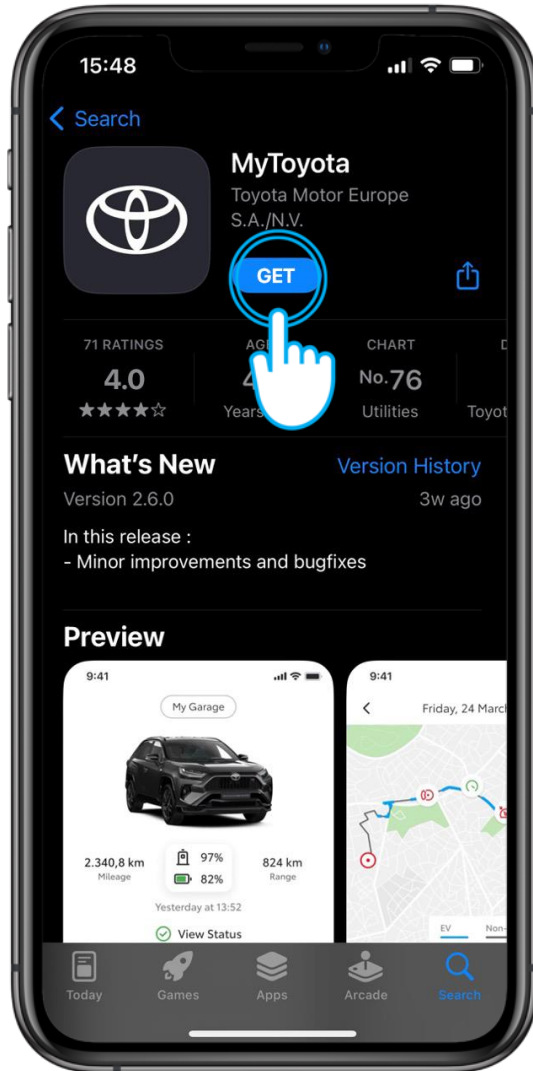 15:48
Search
MyToyota
Toyota Motor Europe
S.A./N.V.
GET
71 RATINGS
CHART
4.0
No.76
Years
Utilities
Toyot
What's New
Version History
Version 2.6.0
3w ago
In this release :
- Minor improvements and bugfixes
Preview
9:41
9:41
My Garage
Friday, 24 March
2.340,8 km
97%
824 km
Mileage
82%
Range
Yesterday at 13:52
View Status
EV
Non-
Today
Games
Apps
Arcade
Search